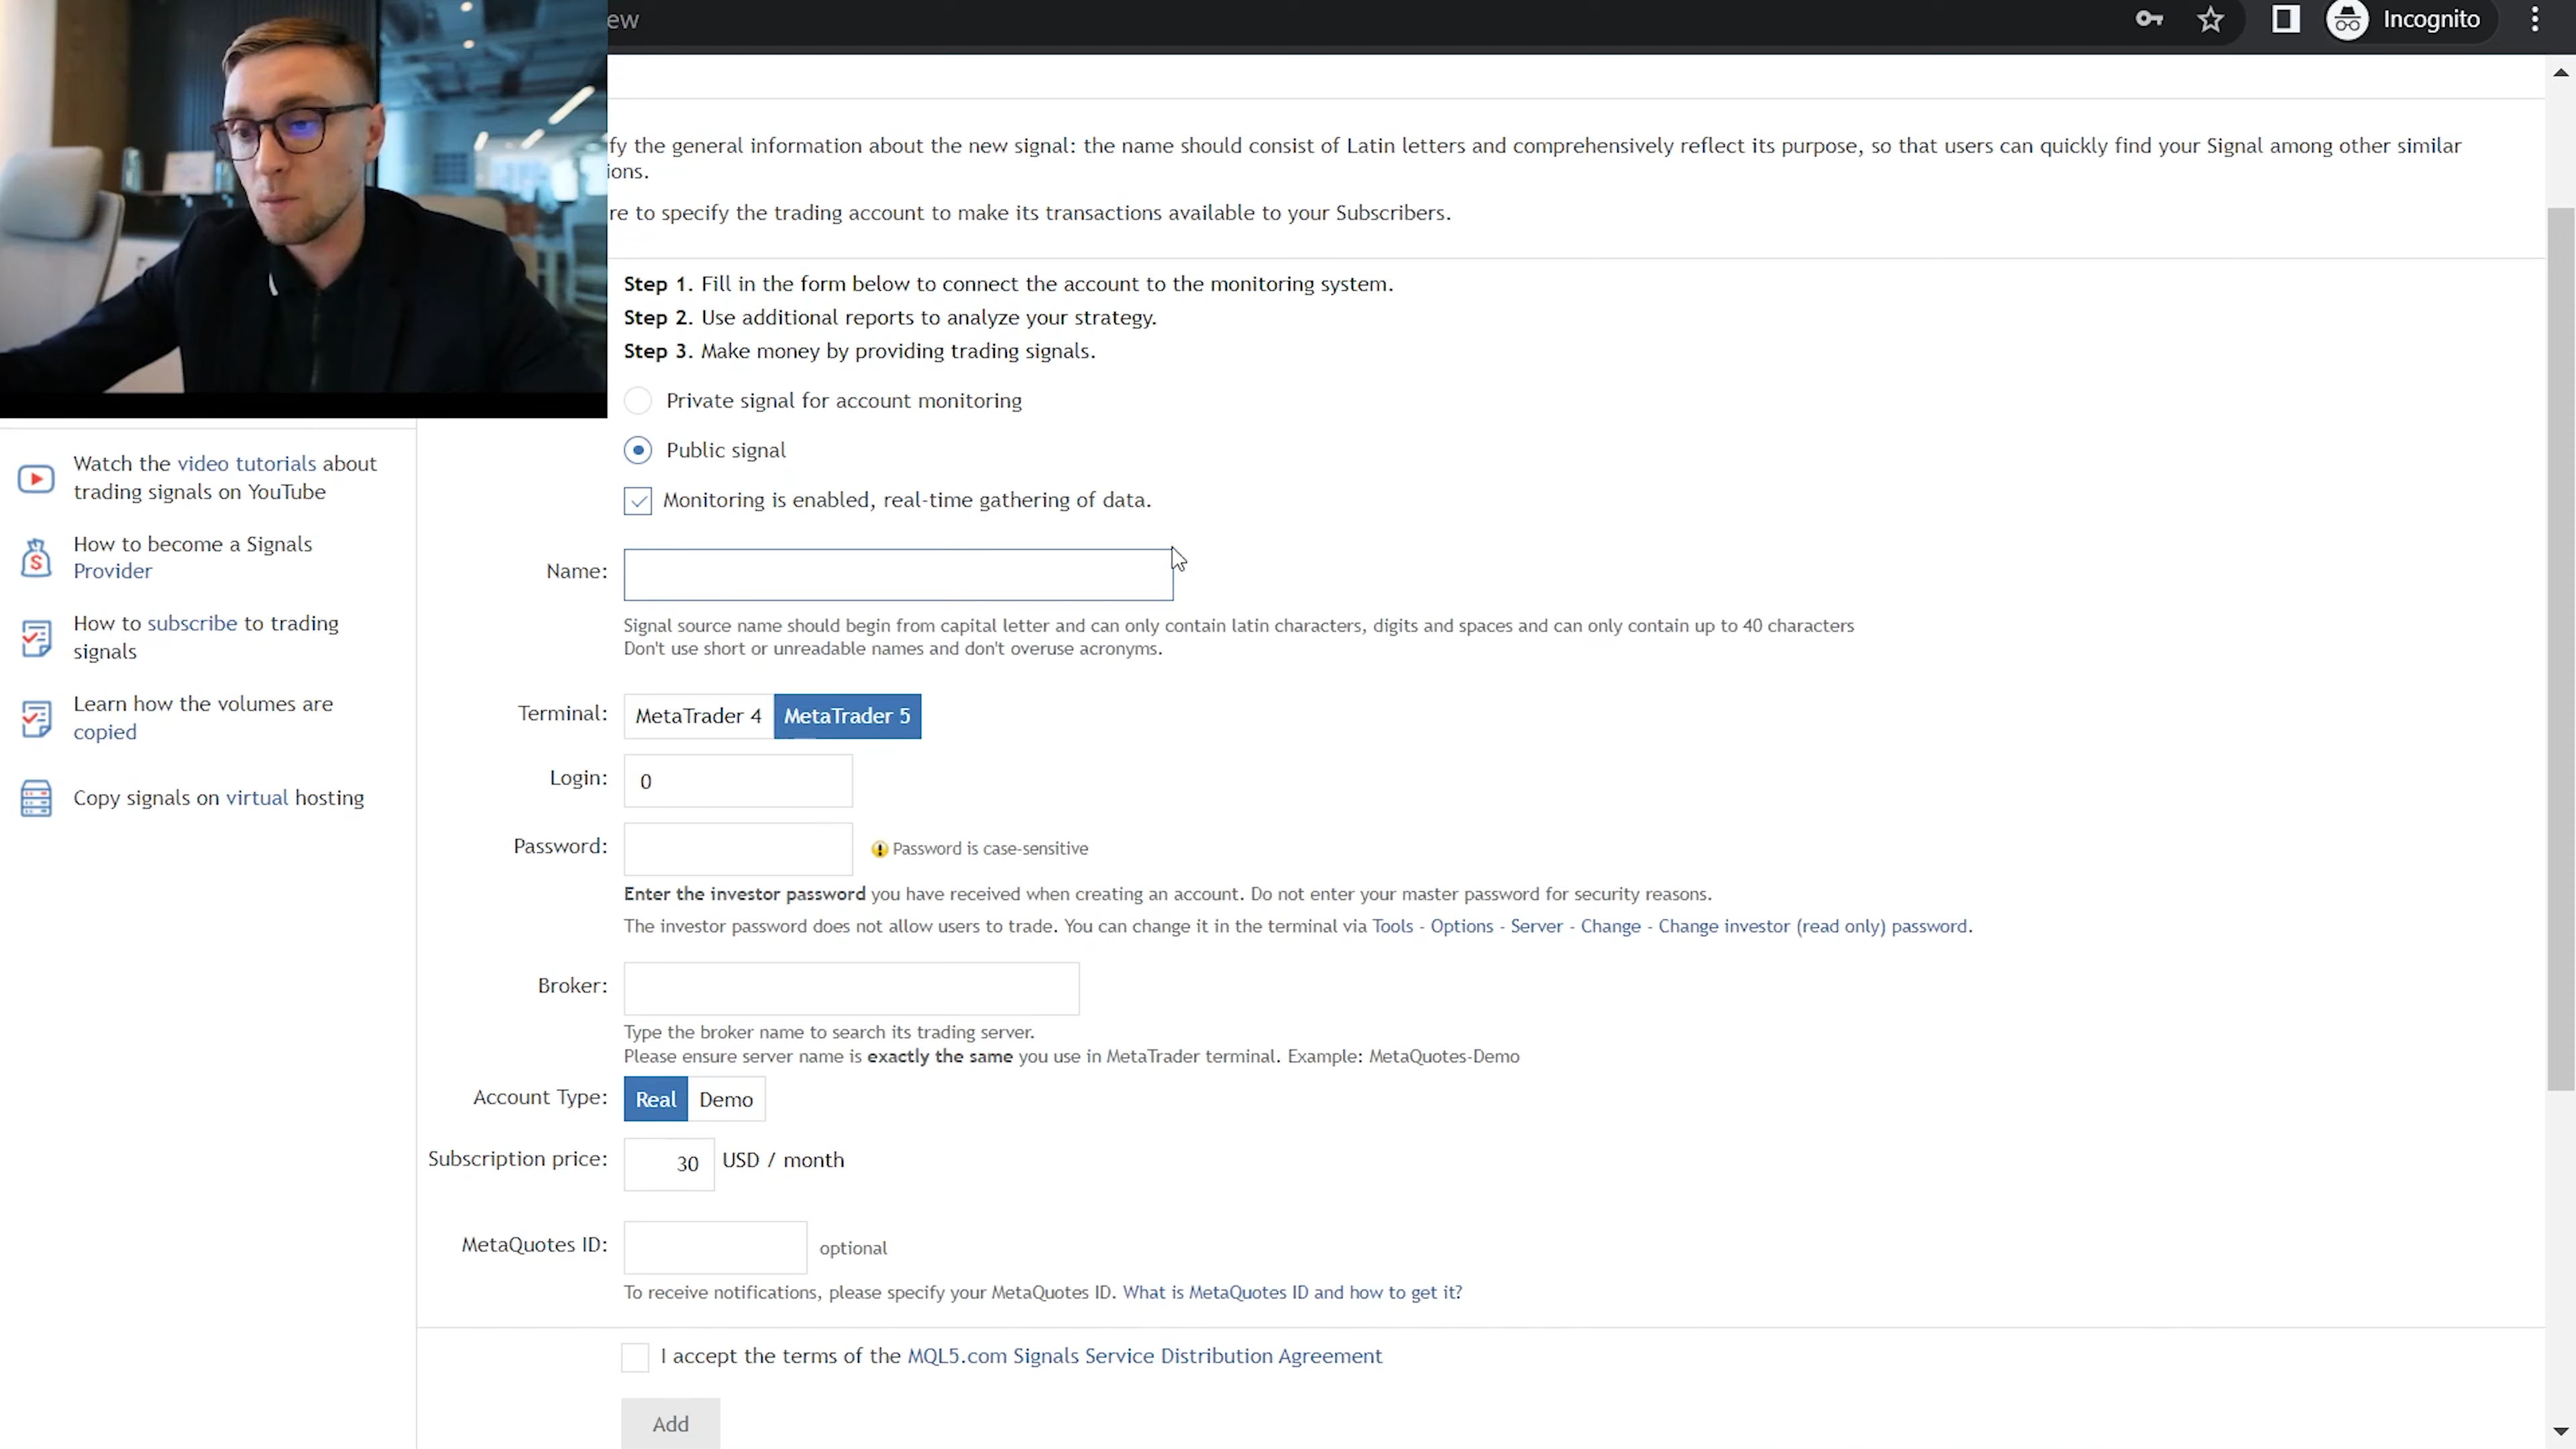 ew
Incognito
fy the general information about the new signal: the name should consist of Latin letters and comprehensively reflect its purpose, so that users can quickly find your Signal among other similar
ions.
re to specify the trading account to make its transactions available to your Subscribers.
Step 1. Fill in the form below to connect the account to the monitoring system.
Step 2. Use additional reports to analyze your strategy.
Step 3. Make money by providing trading signals.
Private signal for account monitoring
Public signal
Monitoring is enabled, real-time gathering of data.
Watch the video tutorials about
trading signals on YouTube
How to become a Signals
Provider
How to subscribe to trading
signals
Learn how the volumes are
copied
Copy signals on virtual hosting
Name:
Signal source name should begin from capital letter and can only contain latin characters, digits and spaces and can only contain up to 40 characters
Don't use short or unreadable names and don't overuse acronyms.
Terminal: MetaTrader 4 MetaTrader 5
Login: 0
Password: Password is case-sensitive
Enter the investor password you have received when creating an account. Do not enter your master password for security reasons.
The investor password does not allow users to trade. You can change it in the terminal via Tools - Options - Server - Change - Change investor (read only) password.
Broker:
Type the broker name to search its trading server.
Please ensure server name is exactly the same you use in MetaTrader terminal. Example: MetaQuotes-Demo
Account Type: Real Demo
Subscription price: 30 USD / month
MetaQuotes ID: optional
To receive notifications, please specify your MetaQuotes ID. What is MetaQuotes ID and how to get it?
I accept the terms of the MQL5.com Signals Service Distribution Agreement
Add